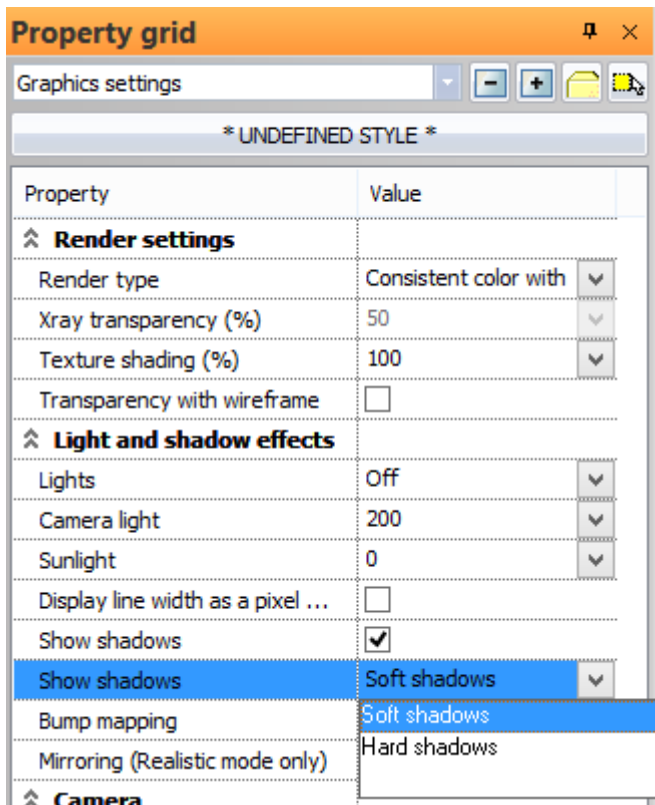 Property grid
Graphics settings
* UNDEFINED STYLE *
Property Value
Render settings
Render type Consistent color with
Xray transparency (%) 50
Texture shading (%) 100
Transparency with wireframe
Light and shadow effects
Lights Off
Camera light 200
Sunlight 0
Display line width as a pixel ...
Show shadows
Show shadows Soft shadows
Bump mapping Soft shadows
Mirroring (Realistic mode only) Hard shadows
Camera